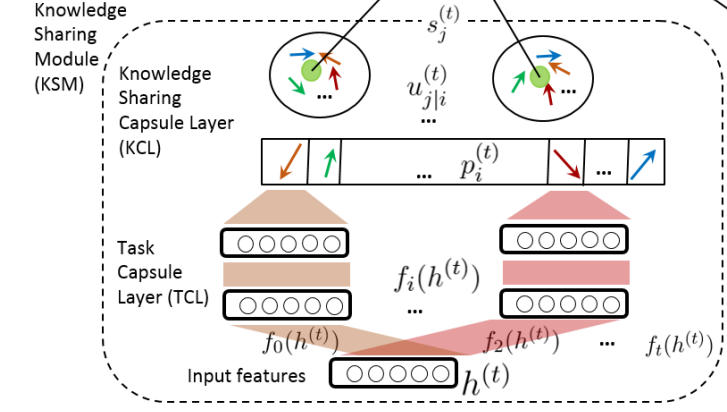 Knowledge
Sharing
Module
(KSM)
s_j^{(t)}
Knowledge
Sharing
Capsule Layer
(KCL)
u_{j|i}^{(t)}
...
...
...
... p_i^{(t)} ...
Task
Capsule
Layer (TCL)
f_i(h^{(t)})
...
f_0(h^{(t)}) f_2(h^{(t)}) ... f_t(h^{(t)})
Input features h^{(t)}